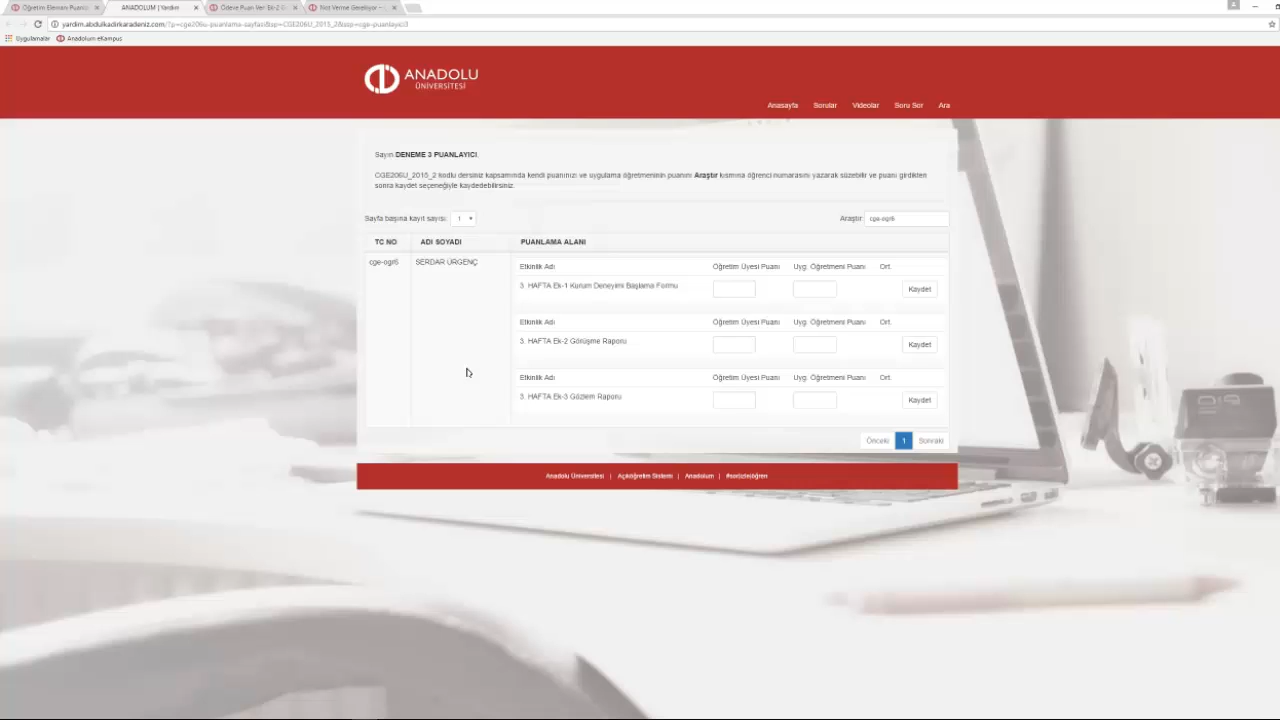 Öğretim Elemanı Puanla
ANADOLUM | Yardım
Ödeve Puan Ver: Ek-2 G
Not Verme Gerekiyor -
yardim.abdulkadirkaradeniz.com/?p=cge206u-puanlama-sayfasi&sp=CGE206U_2015_2&ssp=cge-puanlayici3
Uygulamalar
Anadolum eKampus
ANADOLU
ÜNİVERSİTESİ
Anasayfa
Sorular
Videolar
Soru Sor
Ara
Sayın DENEME 3 PUANLAYICI,
CGE206U_2015_2 kodlu dersiniz kapsamında kendi puanınızı ve uygulama öğretmeninin puanını Araştır kısmına öğrenci numarasını yazarak süzebilir ve puanı girdikten
sonra kaydet seçeneğiyle kaydedebilirsiniz.
Sayfa başına kayıt sayısı: 1
Araştır: cge-ogr6
TC NO
ADI SOYADI
PUANLAMA ALANI
cge-ogr6
SERDAR ÜRGENÇ
Etkinlik Adı
Öğretim Üyesi Puanı
Uyg. Öğretmeni Puanı
Ort.
3. HAFTA Ek-1 Kurum Deneyimi Başlama Formu
Kaydet
Etkinlik Adı
Öğretim Üyesi Puanı
Uyg. Öğretmeni Puanı
Ort.
3. HAFTA Ek-2 Görüşme Raporu
Kaydet
Etkinlik Adı
Öğretim Üyesi Puanı
Uyg. Öğretmeni Puanı
Ort.
3. HAFTA Ek-3 Gözlem Raporu
Kaydet
Önceki
1
Sonraki
Anadolu Üniversitesi | Açıköğretim Sistemi | Anadolum | #senizleöğren